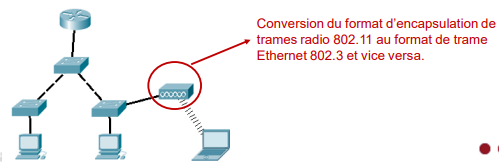 Conversion du format d'encapsulation de
trames radio 802.11 au format de trame
Ethernet 802.3 et vice versa.